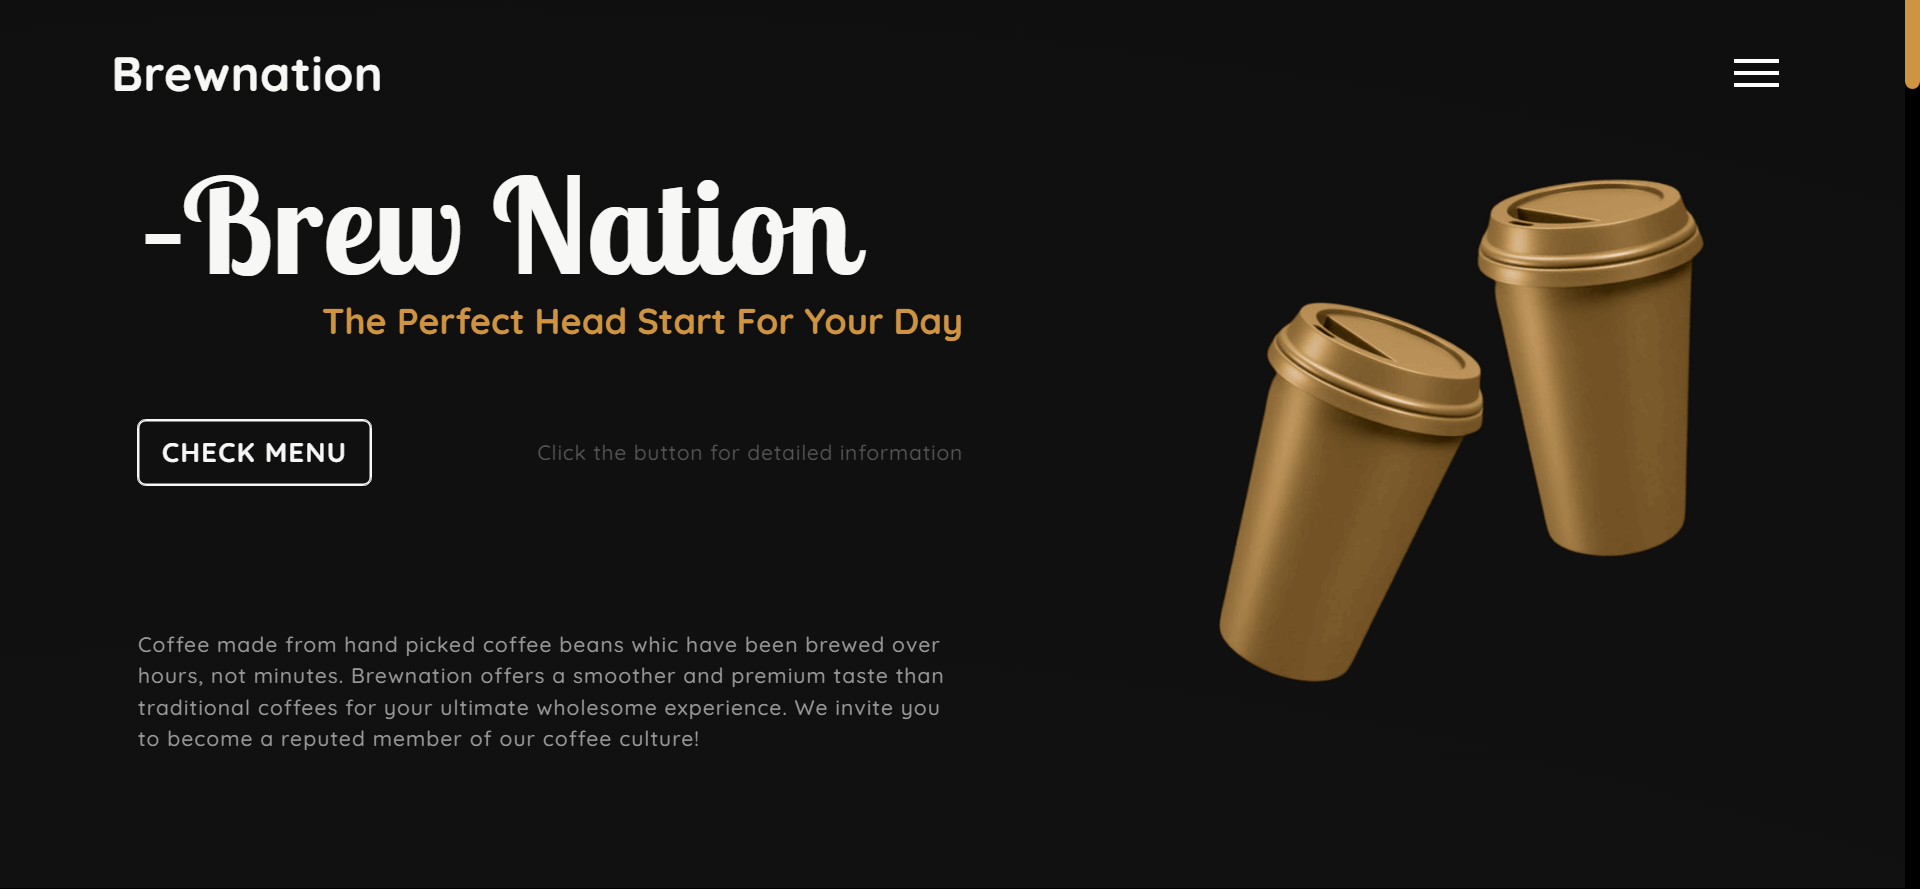 Brewnation
-Brew Nation
The Perfect Head Start For Your Day
CHECK MENU
Click the button for detailed information
Coffee made from hand picked coffee beans whic have been brewed over
hours, not minutes. Brewnation offers a smoother and premium taste than
traditional coffees for your ultimate wholesome experience. We invite you
to become a reputed member of our coffee culture!